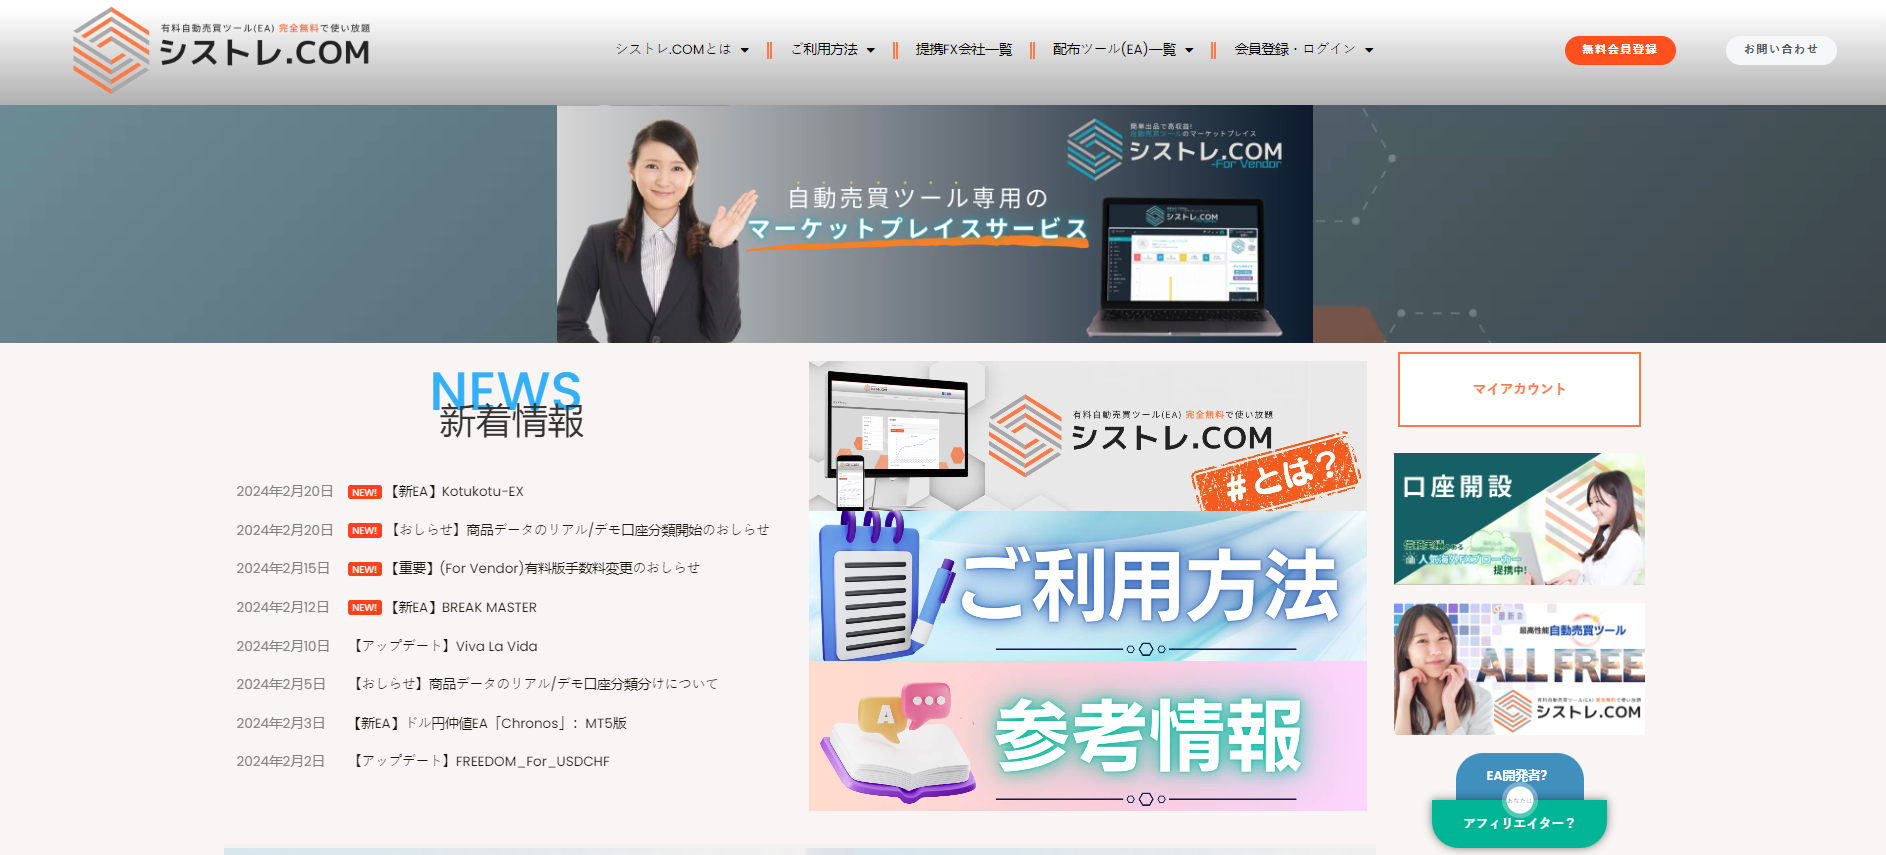 有料自動売買ツール(EA) 完全無料で使い放題
シストレ.COM
シストレ.COMとは
ご利用方法
提携FX会社一覧
配布ツール(EA)一覧
会員登録・ログイン
無料会員登録
お問い合わせ
簡単出品で高収益!
自動売買ツールのマーケットプレイス
シストレ.COM
-For Vendor
自動売買ツール専用の
マーケットプレイスサービス
シストレ.COM
NEWS
新着情報
2024年2月20日 NEW! 【新EA】Kotukotu-EX
2024年2月20日 NEW! 【おしらせ】商品データのリアル/デモ口座分類開始のおしらせ
2024年2月15日 NEW! 【重要】(For Vendor)有料版手数料変更のおしらせ
2024年2月12日 NEW! 【新EA】BREAK MASTER
2024年2月10日 【アップデート】Viva La Vida
2024年2月5日 【おしらせ】商品データのリアル/デモ口座分類分けについて
2024年2月3日 【新EA】ドル円仲値EA「Chronos」：MT5版
2024年2月2日 【アップデート】FREEDOM_For_USDCHF
有料自動売買ツール(EA) 完全無料で使い放題
シストレ.COM
#とは？
ご利用方法
A
参考情報
マイアカウント
口座開設
信頼実績のある
人気海外FXブローカー
提携中!
最新の
最高性能自動売買ツール
ALL FREE
有料自動売買ツール(EA) 完全無料で使い放題
シストレ.COM
EA開発者？
あなたは
アフィリエイター？